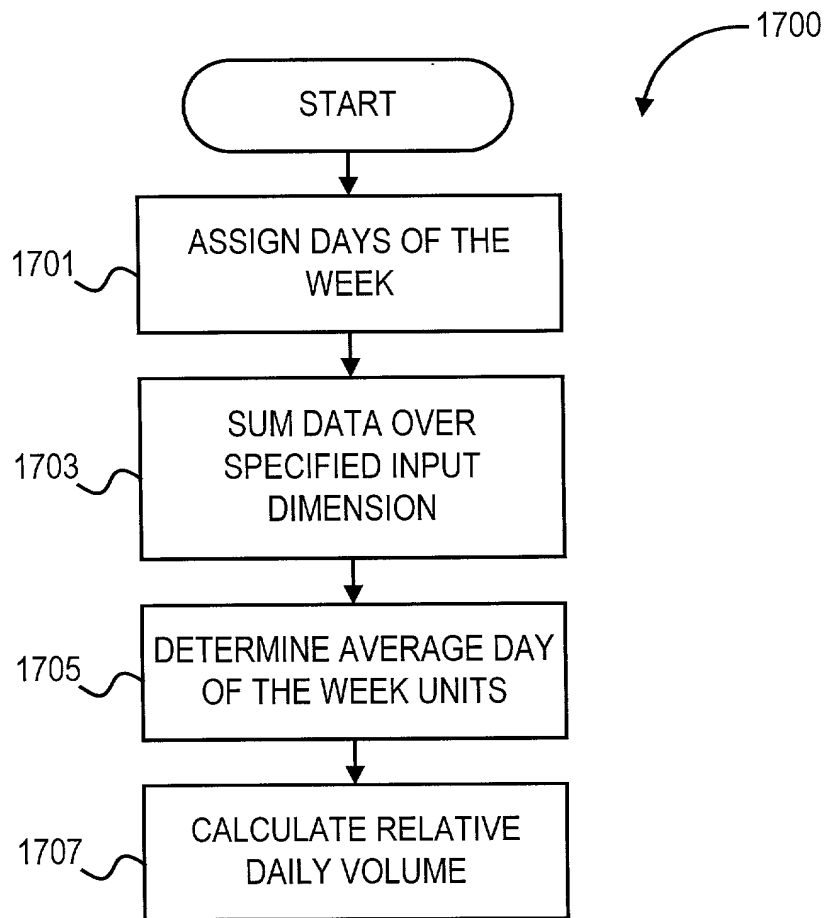 1700
START
1701
ASSIGN DAYS OF THE
WEEK
1703
SUM DATA OVER
SPECIFIED INPUT
DIMENSION
1705
DETERMINE AVERAGE DAY
OF THE WEEK UNITS
1707
CALCULATE RELATIVE
DAILY VOLUME